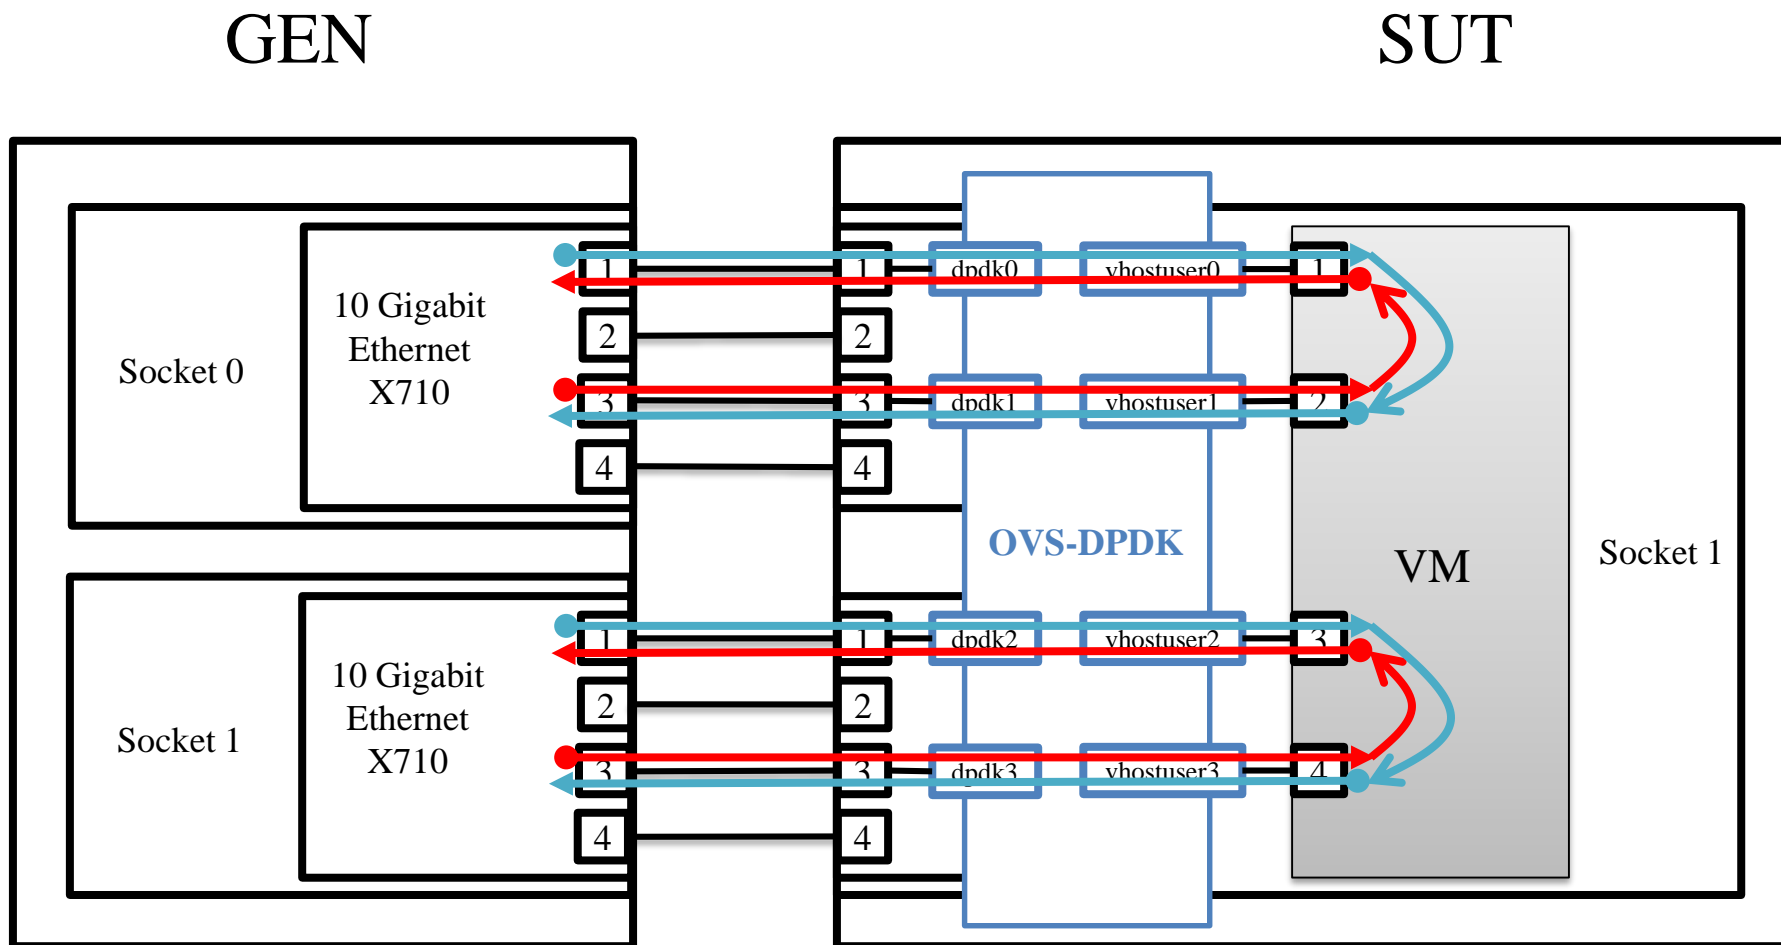 GEN
SUT
1
1
dpdk0
vhostuser0
1
10 Gigabit
Ethernet
X710
2
2
Socket 0
3
3
dpdk1
vhostuser1
2
4
4
OVS-DPDK
VM
Socket 1
1
1
dpdk2
vhostuser2
3
10 Gigabit
Ethernet
X710
2
2
Socket 1
3
3
dpdk3
vhostuser3
4
4
4